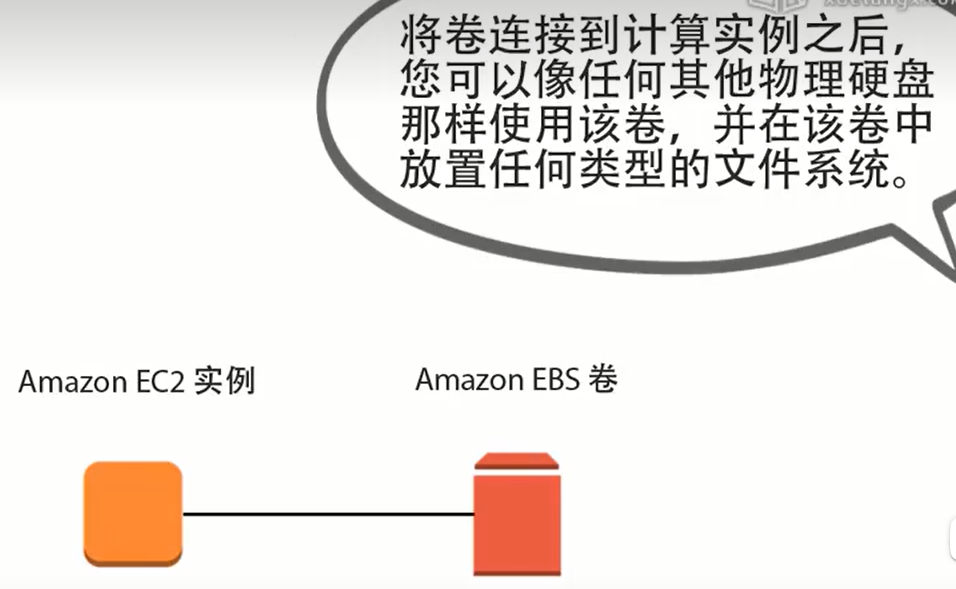 将卷连接到计算实例之后，
您可以像任何其他物理硬盘
那样使用该卷，并在该卷中
放置任何类型的文件系统。
Amazon EC2 实例
Amazon EBS 卷